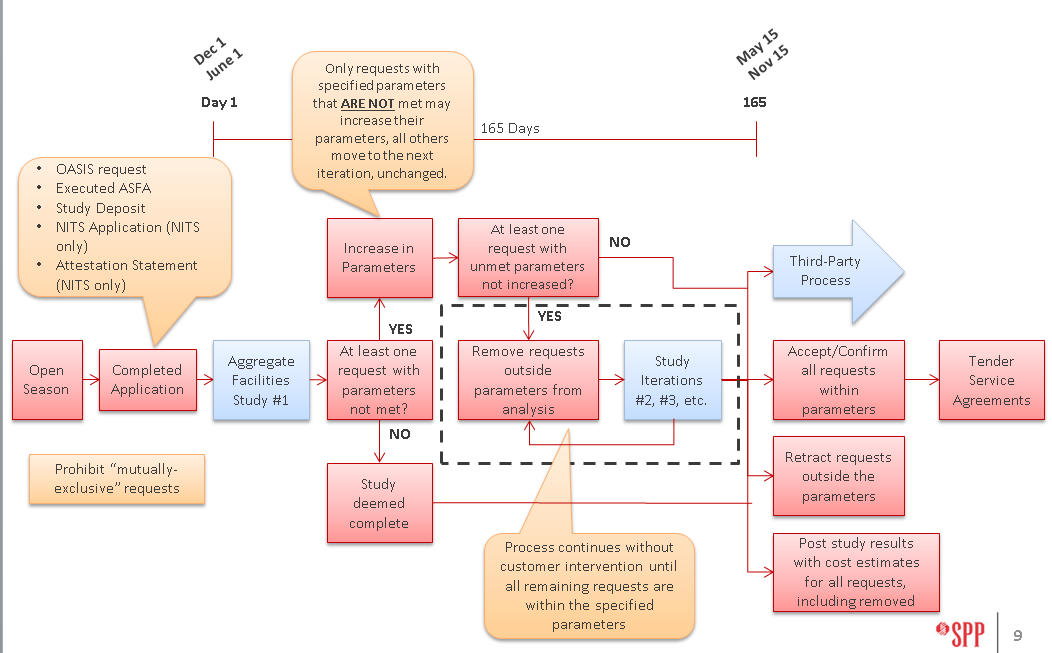 Dec 1
June 1
Day 1
May 15
Nov 15
165
165 Days
Only requests with
specified parameters
that ARE NOT met may
increase their
parameters, all others
move to the next
iteration, unchanged.
• OASIS request
• Executed ASFA
• Study Deposit
• NITS Application (NITS
only)
• Attestation Statement
(NITS only)
Increase in
Parameters
At least one
request with
unmet parameters
not increased?
NO
Third-Party
Process
YES
YES
Open
Season
Completed
Application
Aggregate
Facilities
Study #1
At least one
request with
parameters
not met?
Remove requests
outside
parameters from
analysis
Study
Iterations
#2, #3, etc.
Accept/Confirm
all requests
within
parameters
Tender
Service
Agreements
NO
Prohibit “mutually-
exclusive” requests
Study
deemed
complete
Retract requests
outside the
parameters
Process continues without
customer intervention until
all remaining requests are
within the specified
parameters
Post study results
with cost estimates
for all requests,
including removed
SPP
9